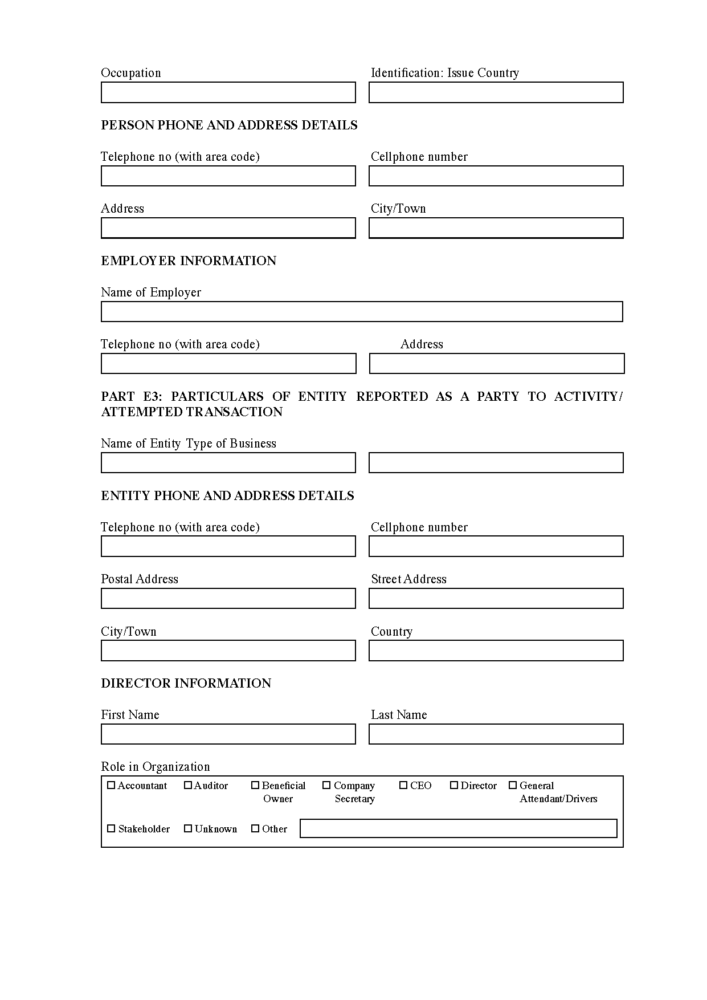 Occupation Identification: Issue Country
PERSON PHONE AND ADDRESS DETAILS
Telephone no (with area code) Cellphone number
Address City/Town
EMPLOYER INFORMATION
Name of Employer
Telephone no (with area code) Address
PART E3: PARTICULARS OF ENTITY REPORTED AS A PARTY TO ACTIVITY/
ATTEMPTED TRANSACTION
Name of Entity Type of Business
ENTITY PHONE AND ADDRESS DETAILS
Telephone no (with area code) Cellphone number
Postal Address Street Address
City/Town Country
DIRECTOR INFORMATION
First Name Last Name
Role in Organization
☐ Accountant ☐ Auditor ☐ Beneficial ☐ Company ☐ CEO ☐ Director ☐ General
Owner Secretary Attendant/Drivers
☐ Stakeholder ☐ Unknown ☐ Other